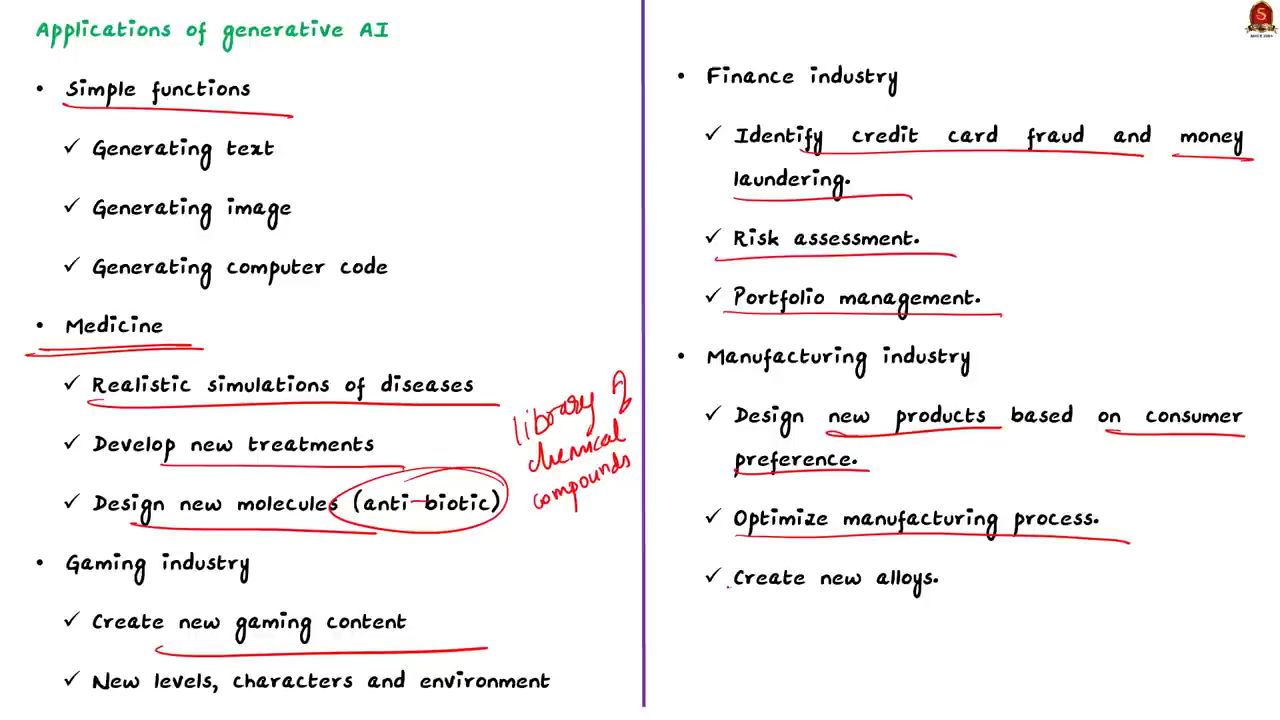 Applications of generative AI
• Simple functions
✓ Generating text
✓ Generating image
✓ Generating computer code
• Medicine
✓ Realistic simulations of diseases
✓ Develop new treatments
✓ Design new molecules (anti-biotic)
library of
chemical
compounds
• Gaming industry
✓ Create new gaming content
✓ New levels, characters and environment
• Finance industry
✓ Identify credit card fraud and money
laundering.
✓ Risk assessment.
✓ Portfolio management.
• Manufacturing industry
✓ Design new products based on consumer
preference.
✓ Optimize manufacturing process.
✓ Create new alloys.
S